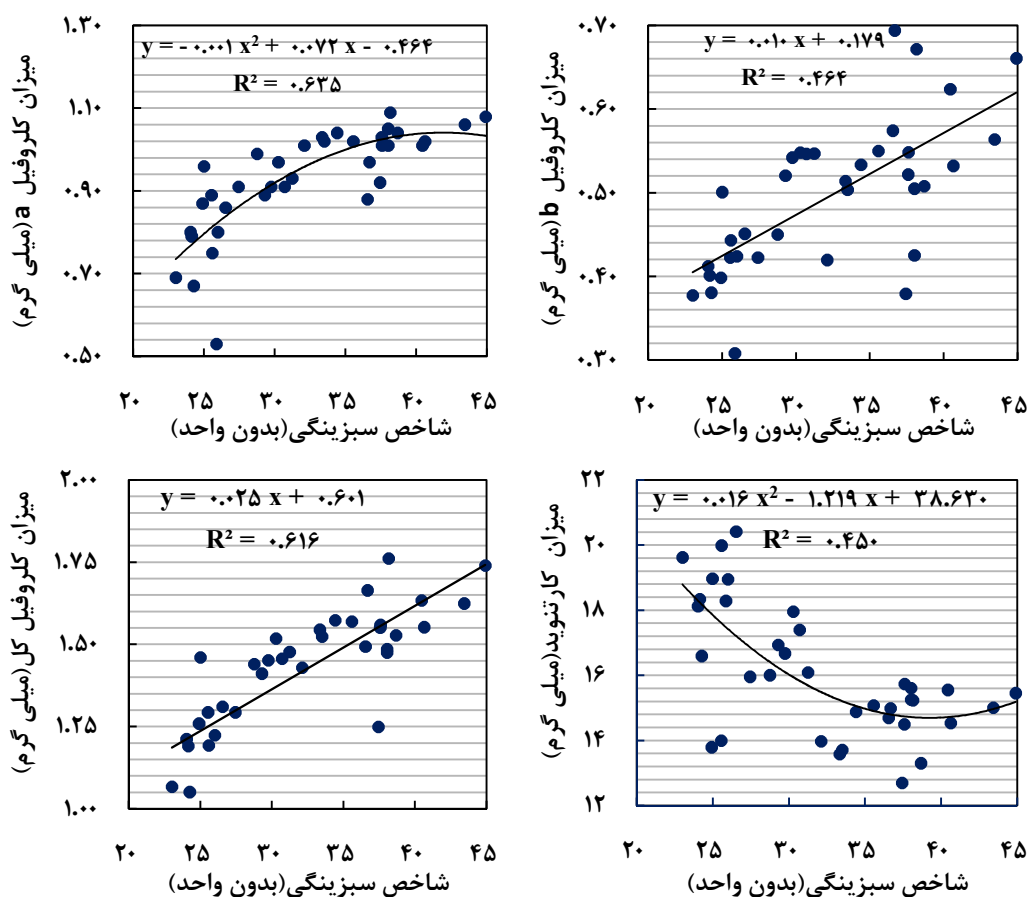 میزان کلروفیل a(میلی گرم)
۱.۳۰
۱.۱۰
۰.۹۰
۰.۷۰
۰.۵۰
y = -۰.۰۰۱ x² + ۰.۰۷۲ x - ۰.۴۶۴
R² = ۰.۶۳۵
۲۰ ۲۵ ۳۰ ۳۵ ۴۰ ۴۵
شاخص سبزینگی(بدون واحد)
میزان کلروفیل b(میلی گرم)
۰.۷۰
۰.۶۰
۰.۵۰
۰.۴۰
۰.۳۰
y = ۰.۰۱۰ x + ۰.۱۷۹
R² = ۰.۴۶۴
۲۰ ۲۵ ۳۰ ۳۵ ۴۰ ۴۵
شاخص سبزینگی(بدون واحد)
میزان کلروفیل کل(میلی گرم)
۲.۰۰
۱.۷۵
۱.۵۰
۱.۲۵
۱.۰۰
y = ۰.۰۲۵ x + ۰.۶۰۱
R² = ۰.۶۱۶
۲۰ ۲۵ ۳۰ ۳۵ ۴۰ ۴۵
شاخص سبزینگی(بدون واحد)
میزان کارتنوید(میلی گرم)
۲۲
۲۰
۱۸
۱۶
۱۴
۱۲
y = ۰.۰۱۶ x² - ۱.۲۱۹ x + ۳۸.۶۳۰
R² = ۰.۴۵۰
۲۰ ۲۵ ۳۰ ۳۵ ۴۰ ۴۵
شاخص سبزینگی(بدون واحد)